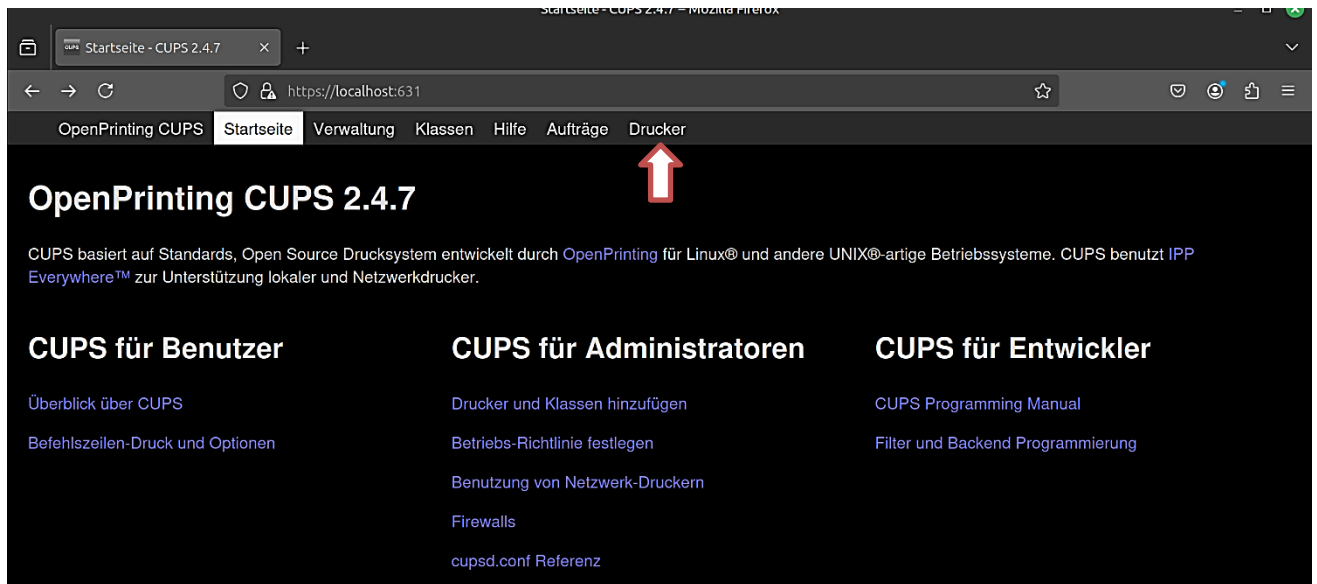 Startseite - CUPS 2.4.7 – Mozilla Firefox
CUPS Startseite - CUPS 2.4.7
https://localhost:631
OpenPrinting CUPS Startseite Verwaltung Klassen Hilfe Aufträge Drucker
OpenPrinting CUPS 2.4.7
CUPS basiert auf Standards, Open Source Drucksystem entwickelt durch OpenPrinting für Linux® und andere UNIX®-artige Betriebssysteme. CUPS benutzt IPP
Everywhere™ zur Unterstützung lokaler und Netzwerkdrucker.
CUPS für Benutzer
Überblick über CUPS
Befehlszeilen-Druck und Optionen
CUPS für Administratoren
Drucker und Klassen hinzufügen
Betriebs-Richtlinie festlegen
Benutzung von Netzwerk-Druckern
Firewalls
cupsd.conf Referenz
CUPS für Entwickler
CUPS Programming Manual
Filter und Backend Programmierung